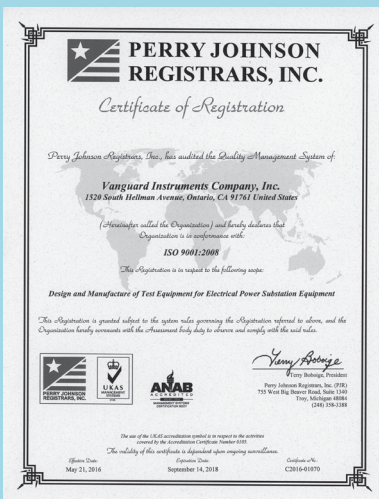 PERRY JOHNSON
REGISTRARS, INC.
Certificate of Registration
Perry Johnson Registrars, Inc., has audited the Quality Management System of:
Vanguard Instruments Company, Inc.
1520 South Hellman Avenue, Ontario, CA 91761 United States
(Hereinafter called the Organization) and hereby declares that
Organization is in conformance with:
ISO 9001:2008
This Registration is in respect to the following scope:
Design and Manufacture of Test Equipment for Electrical Power Substation Equipment
This Registration is granted subject to the system rules governing the Registration referred to above, and the
Organization hereby covenants with the Assessment body duty to observe and comply with the said rules.
PERRY JOHNSON
REGISTRARS, INC.
UKAS
MANAGEMENT
SYSTEMS
ANAB
ACCREDITED
MANAGEMENT SYSTEMS
CERTIFICATION BODY
Terry Boboige
Terry Boboige, President
Perry Johnson Registrars, Inc. (PJR)
755 West Big Beaver Road, Suite 1340
Troy, Michigan 48084
(248) 358-3388
The use of the UKAS accreditation symbol is in respect to the activities
covered by the Accreditation Certificate Number 0105.
The validity of this certificate is dependent upon ongoing surveillance.
Effective Date: Expiration Date: Certificate No.:
May 21, 2016 September 14, 2018 C2016-01070